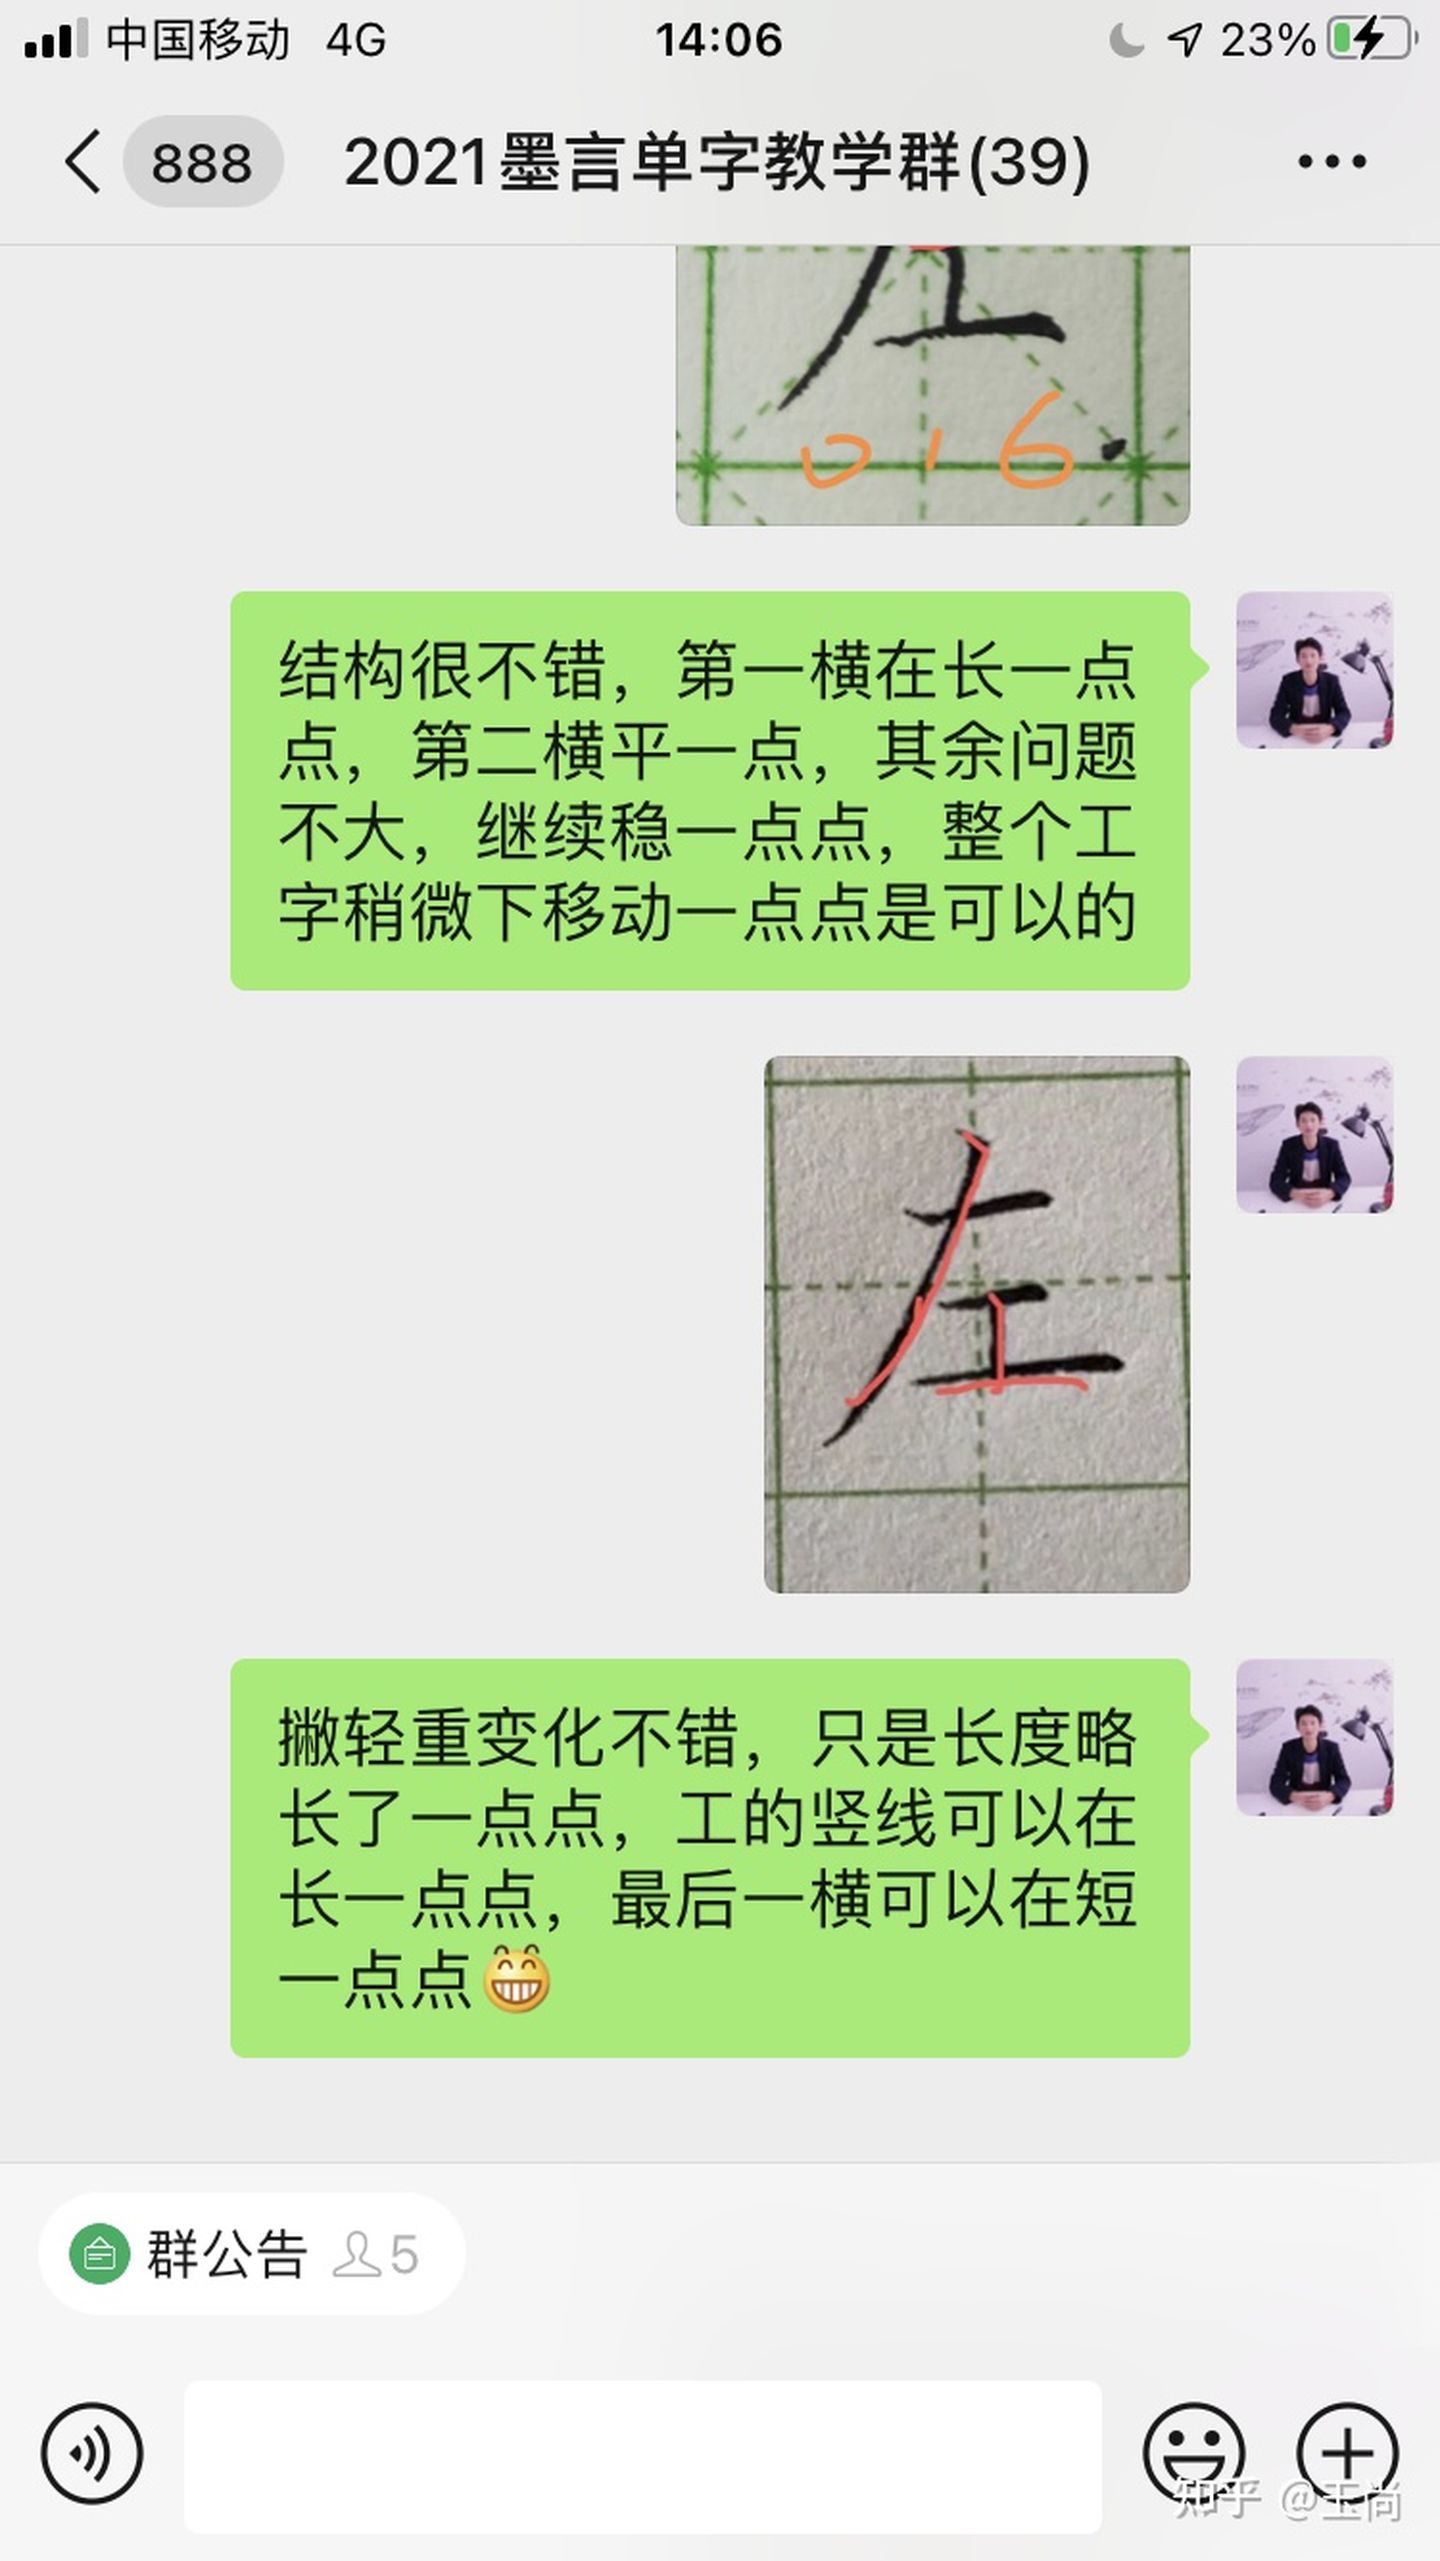 中国移动 4G 14:06 23%
888 2021墨言单字教学群(39)
左
016
结构很不错，第一横在长一点
点，第二横平一点，其余问题
不大，继续稳一点点，整个工
字稍微下移动一点点是可以的
左
撇轻重变化不错，只是长度略
长了一点点，工的竖线可以在
长一点点，最后一横可以在短
一点点😁
群公告 5
知乎 @玉尚